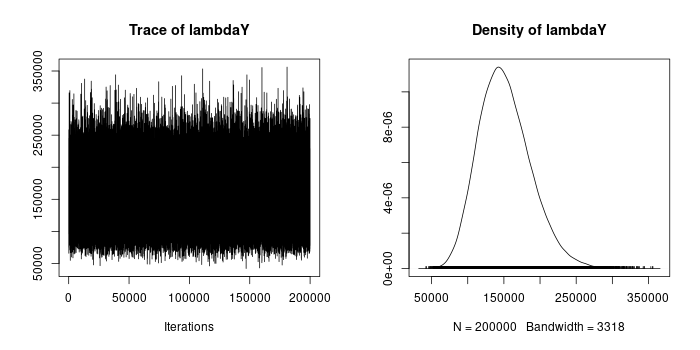 Trace of lambdaY
350000
250000
150000
50000
0 50000 100000 150000 200000
Iterations
Density of lambdaY
8e-06
4e-06
0e+00
50000 150000 250000 350000
N = 200000 Bandwidth = 3318